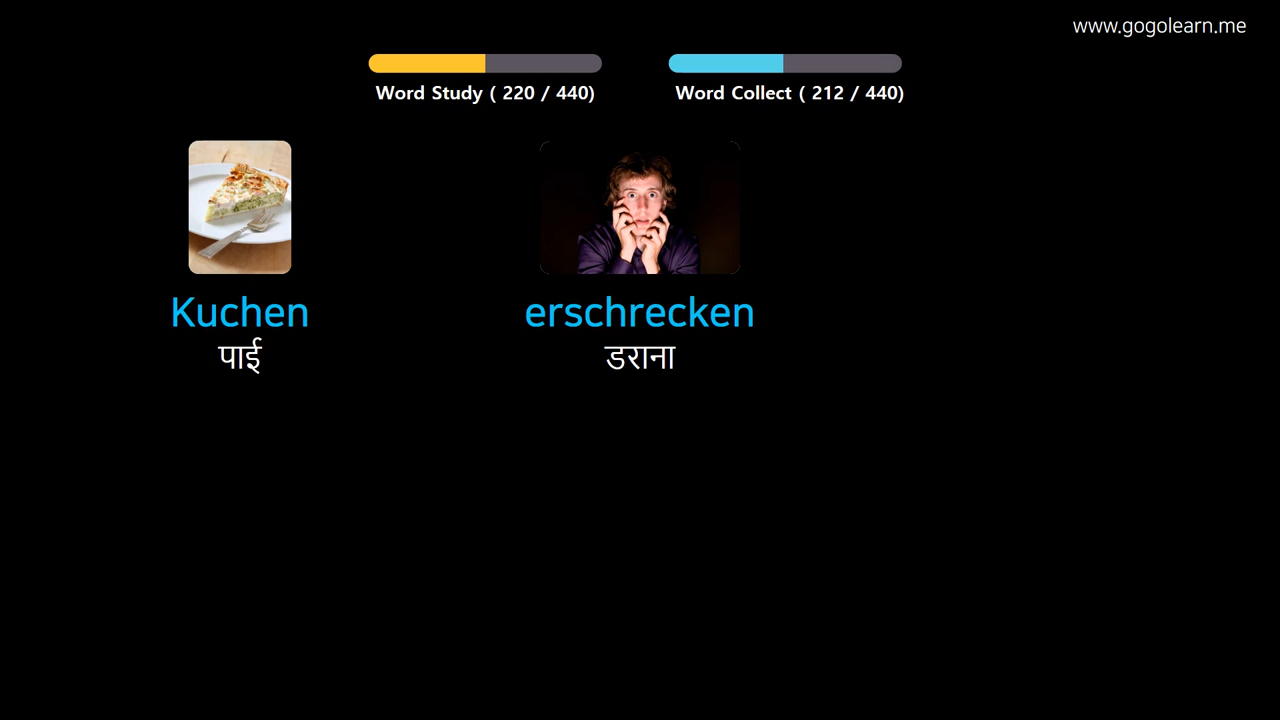 www.gogolearn.me
Word Study ( 220 / 440)
Word Collect ( 212 / 440)
Kuchen
पाई
erschrecken
डराना